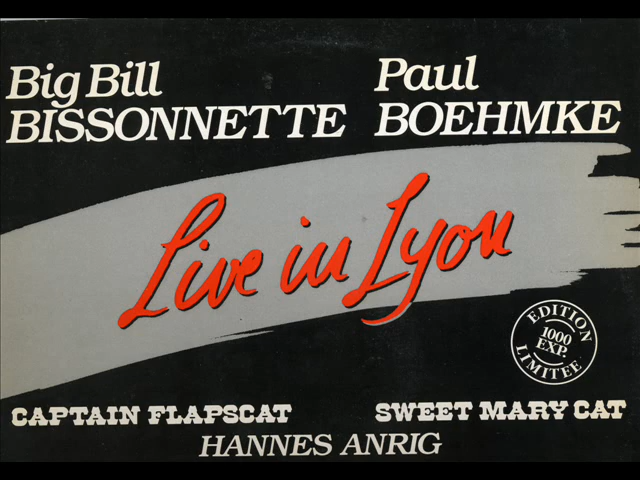 Big Bill
BISSONNETTE
Paul
BOEHMKE
Live in Lyon
EDITION
1000
EXP.
LIMITEE
CAPTAIN FLAPSCAT
SWEET MARY CAT
HANNES ANRIG